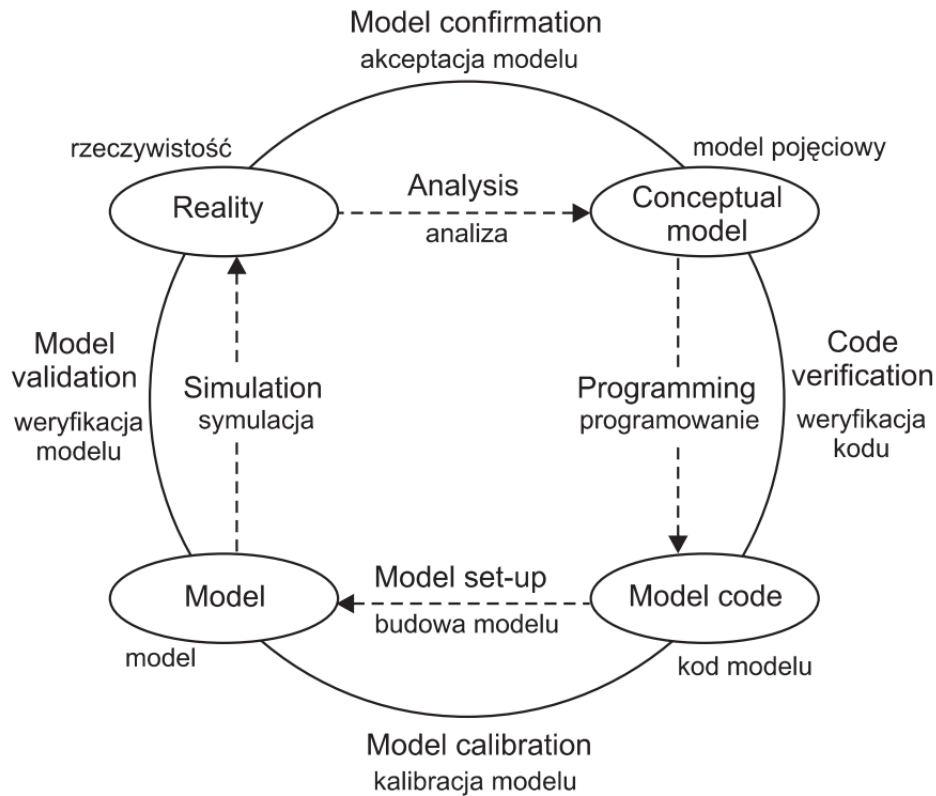 Model confirmation
akceptacja modelu
rzeczywistość
model pojęciowy
Reality
Analysis
analiza
Conceptual
model
Model
validation
weryfikacja
modelu
Simulation
symulacja
Programming
programowanie
Code
verification
weryfikacja
kodu
Model
model
Model set-up
budowa modelu
Model code
kod modelu
Model calibration
kalibracja modelu